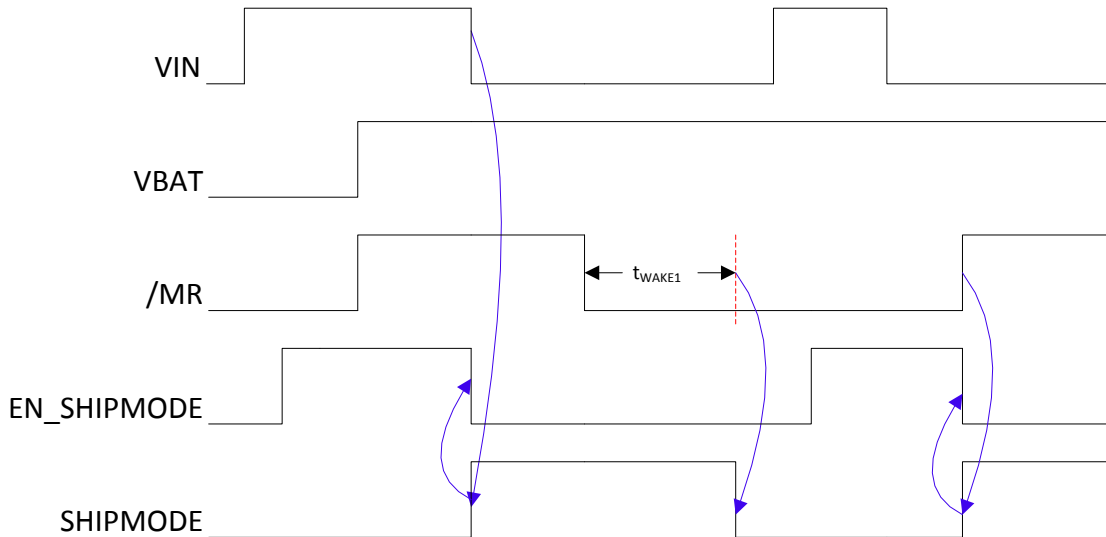 VIN
VBAT
/MR
tWAKE1
EN_SHIPMODE
SHIPMODE